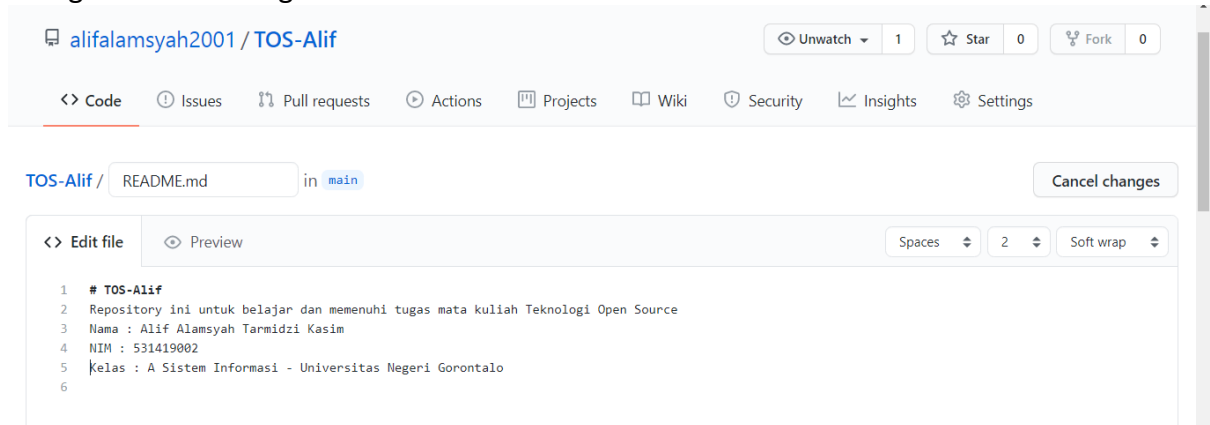 alifalamsyah2001 / TOS-Alif
Unwatch 1 Star 0 Fork 0
<> Code Issues Pull requests Actions Projects Wiki Security Insights Settings
TOS-Alif / README.md in main
Cancel changes
<> Edit file Preview
Spaces 2 Soft wrap
1 # TOS-Alif
2 Repository ini untuk belajar dan memenuhi tugas mata kuliah Teknologi Open Source
3 Nama : Alif Alamsyah Tarmidzi Kasim
4 NIM : 531419002
5 Kelas : A Sistem Informasi - Universitas Negeri Gorontalo
6